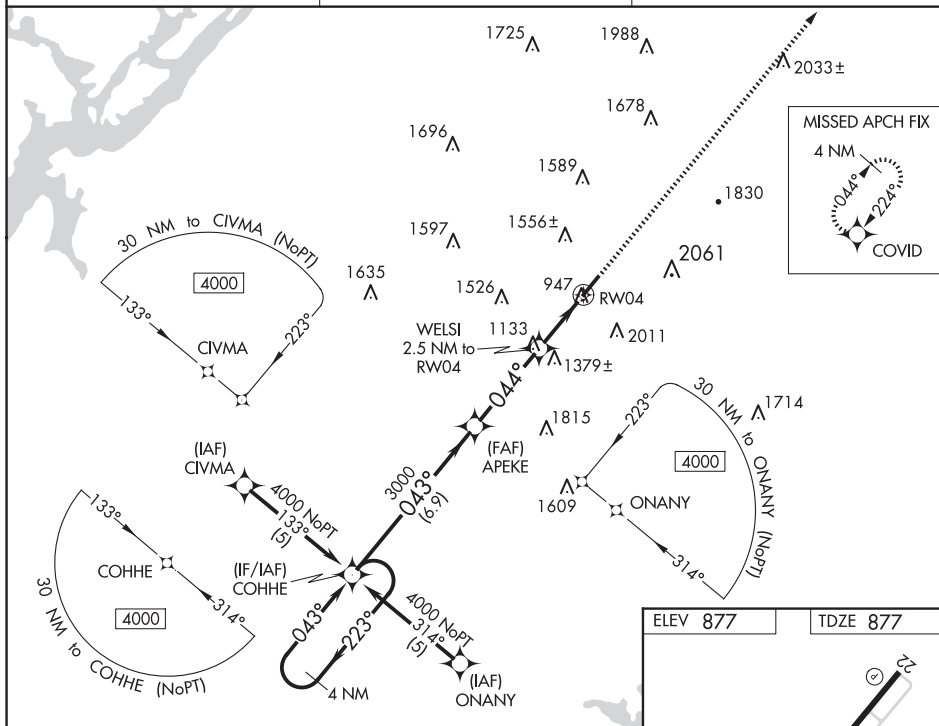 1725
1988
2033±
1678
MISSED APCH FIX
4 NM
044°
224°
COVID
1696
1589
1830
30 NM to CIVMA (NoPT)
4000
133°
223°
CIVMA
1597
1556±
1635
1526
947
RW04
2061
WELSI
2.5 NM to
RW04
1133
2011
1379±
044°
1815
1714
(FAF)
APEKE
30 NM to ONANY (NoPT)
223°
4000
1609
ONANY
314°
(IAF)
CIVMA
4000 NoPT
133°
(5)
3000
043°
(6.9)
133°
COHHE
314°
4000
30 NM to COHHE (NoPT)
(IF/IAF)
COHHE
043°
223°
4 NM
4000 NoPT
314°
(5)
(IAF)
ONANY
ELEV 877
TDZE 877
22
P